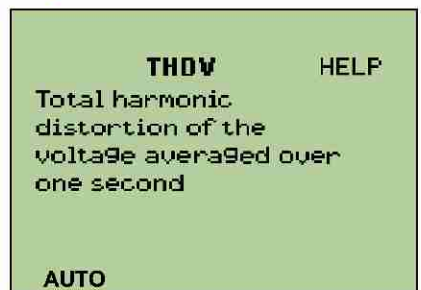 THDV HELP
Total harmonic
distortion of the
voltage averaged over
one second
AUTO